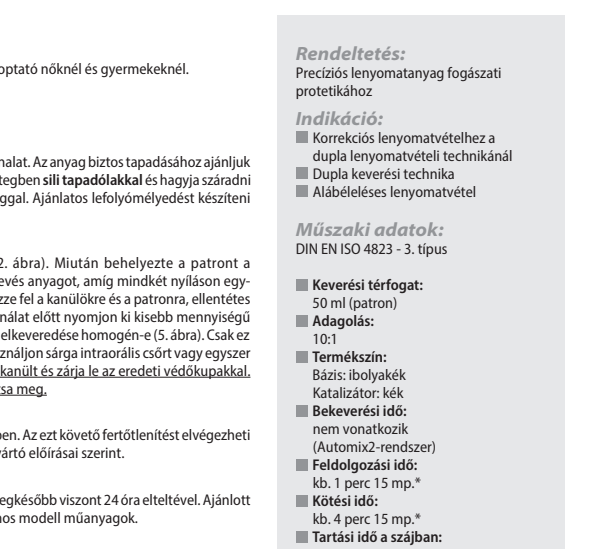 optató nőknél és gyermekeknél.
nalat. Az anyag biztos tapadásához ajánljuk
tegben sili tapadólakkal és hagyja száradni
ggal. Ajánlatos lefolyómélyedést készíteni
2. ábra). Miután behelyezte a patront a
evés anyagot, amíg mindkét nyíláson egy-
zze fel a kanülökre és a patronra, ellentétes
nálat előtt nyomjon ki kisebb mennyiségű
elkeveredése homogén-e (5. ábra). Csak ez
ználjon sárga intraorális csőrt vagy egyszer
kanült és zárja le az eredeti védőkupakkal.
tsa meg.
ben. Az ezt követő fertőtlenítést elvégezheti
yártó előírásai szerint.
egkésőbb viszont 24 óra elteltével. Ajánlott
nos modell műanyagok.
Rendeltetés:
Precíziós lenyomatanyag fogászati
protetikához
Indikáció:
Korrekciós lenyomatvételhez a
dupla lenyomatvételi technikánál
Dupla keverési technika
Alábéleléses lenyomatvétel
Műszaki adatok:
DIN EN ISO 4823 - 3. típus
Keverési térfogat:
50 ml (patron)
Adagolás:
10:1
Termékszín:
Bázis: ibolyakék
Katalizátor: kék
Bekeverési idő:
nem vonatkozik
(Automix2-rendszer)
Feldolgozási idő:
kb. 1 perc 15 mp.*
Kötési idő:
kb. 4 perc 15 mp.*
Tartási idő a szájban: